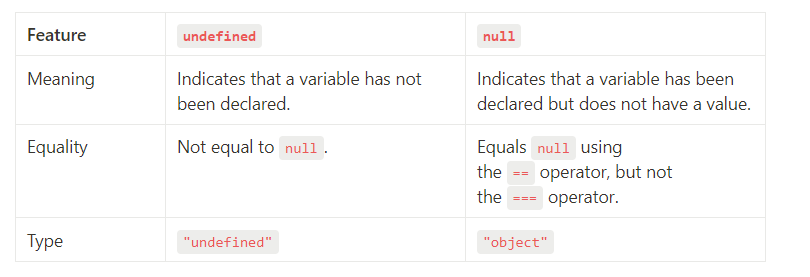 Feature undefined null
Meaning Indicates that a variable has not been declared. Indicates that a variable has been declared but does not have a value.
Equality Not equal to null. Equals null using the == operator, but not the === operator.
Type "undefined" "object"